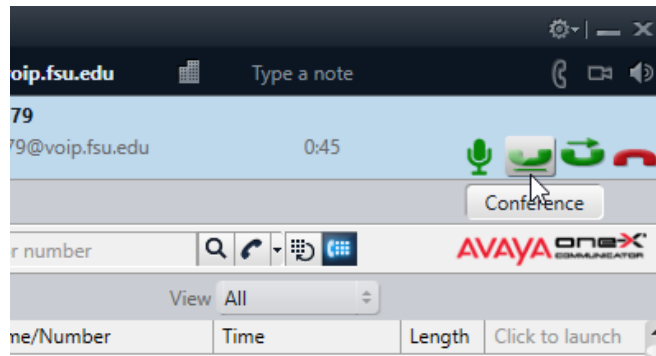 oip.fsu.edu Type a note
79
79@voip.fsu.edu 0:45
Conference
r number AVAYA one-X
COMMUNICATOR
View All
me/Number Time Length Click to launch